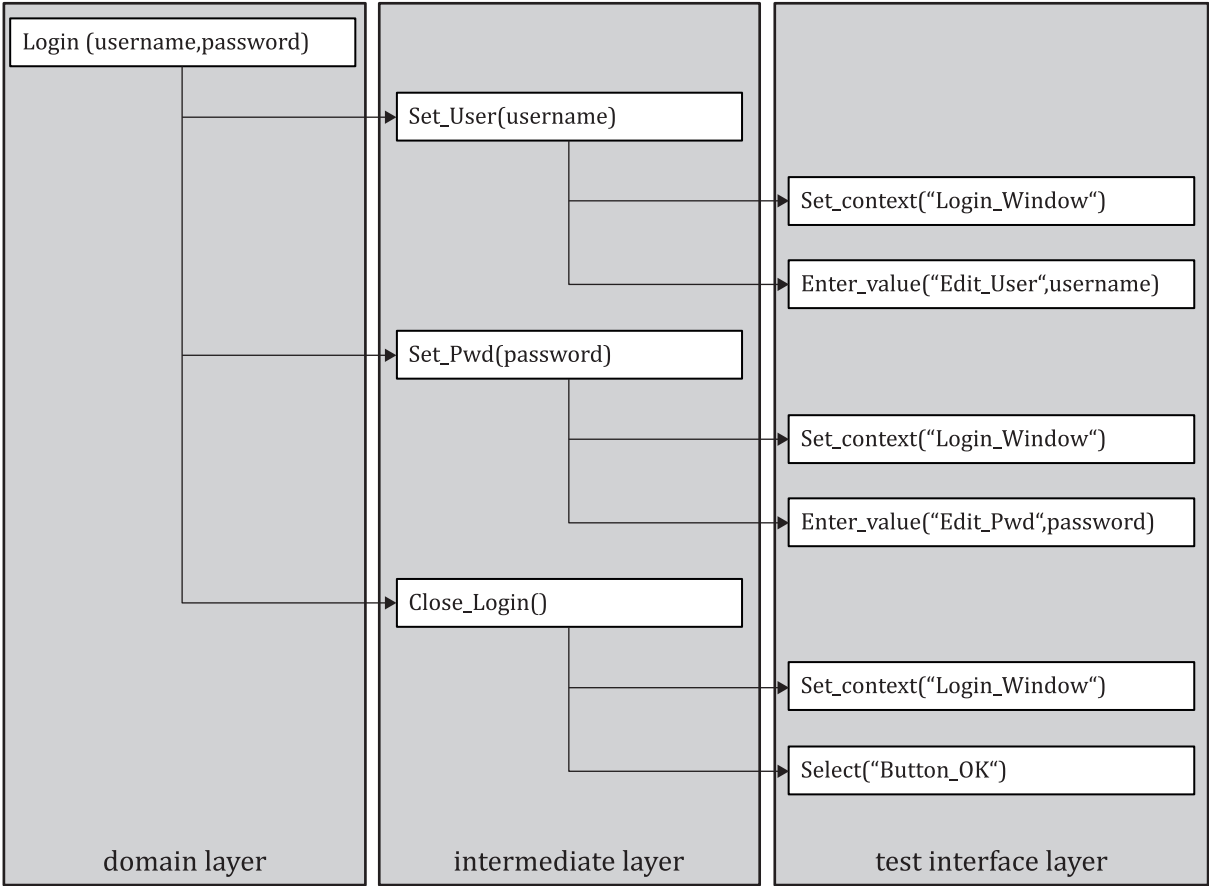 Login (username,password)
Set_User(username)
Set_context(“Login_Window“)
Enter_value(“Edit_User“,username)
Set_Pwd(password)
Set_context(“Login_Window“)
Enter_value(“Edit_Pwd“,password)
Close_Login()
Set_context(“Login_Window“)
Select(“Button_OK“)
domain layer
intermediate layer
test interface layer